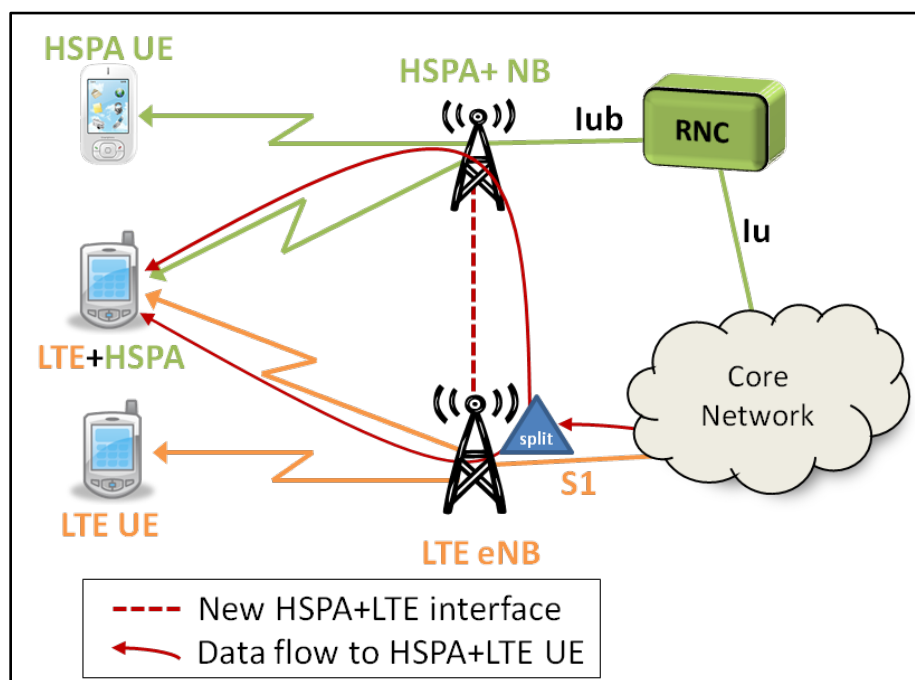 HSPA UE
HSPA+ NB
Iub
RNC
Iu
LTE+HSPA
Core
Network
split
S1
LTE UE
LTE eNB
New HSPA+LTE interface
Data flow to HSPA+LTE UE